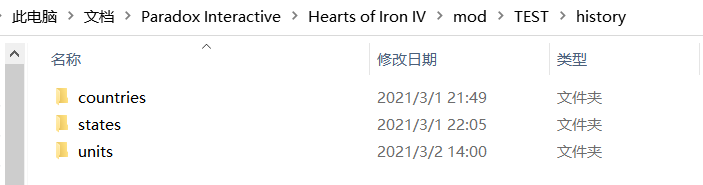 此电脑 > 文档 > Paradox Interactive > Hearts of Iron IV > mod > TEST > history
名称 修改日期 类型
countries 2021/3/1 21:49 文件夹
states 2021/3/1 22:05 文件夹
units 2021/3/2 14:00 文件夹